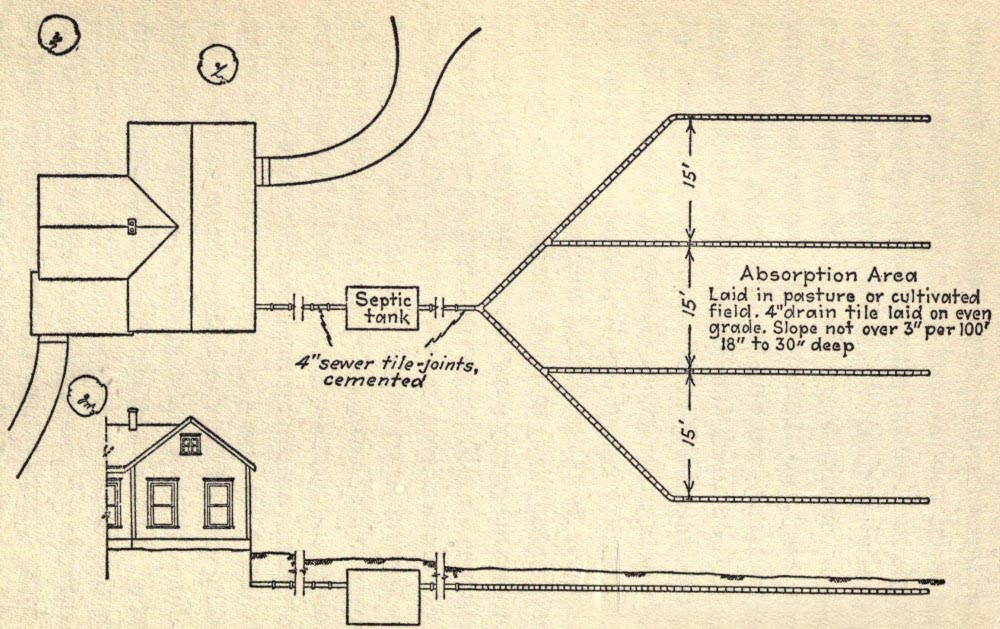 15'
Septic
tank
4" sewer tile-joints,
cemented
15'
Absorption Area
Laid in pasture or cultivated
field. 4" drain tile laid on even
grade. Slope not over 3" per 100'
18" to 30" deep
15'